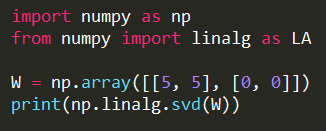 import numpy as np
from numpy import linalg as LA
W = np.array([[5, 5], [0, 0]])
print(np.linalg.svd(W))